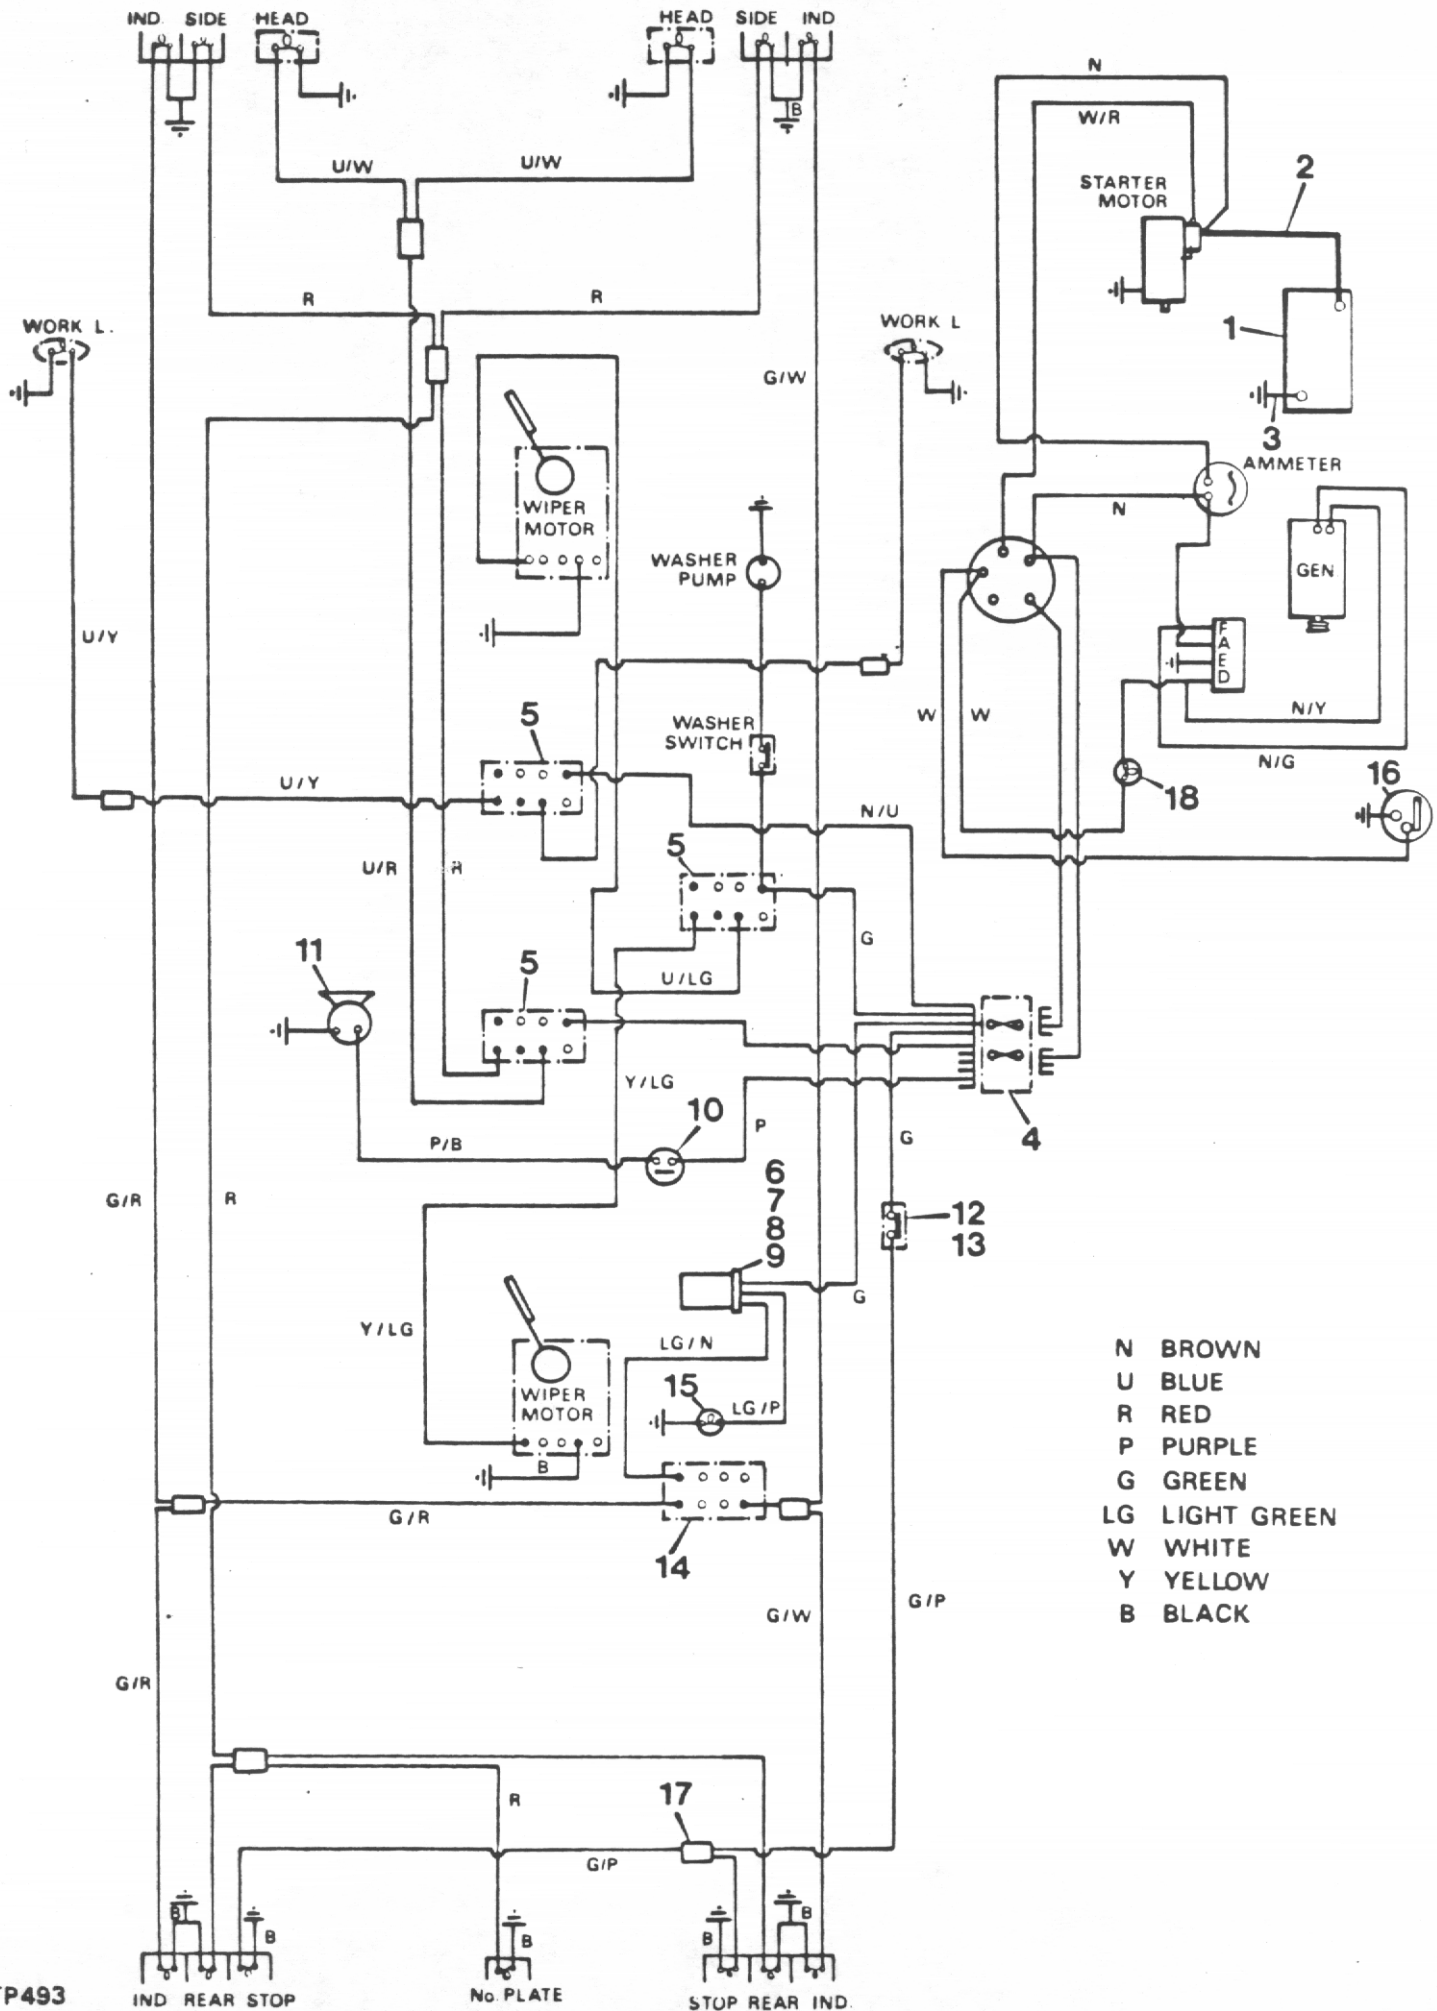 IND. SIDE HEAD
HEAD SIDE IND
B
N
W/R
U/W
U/W
STARTER
MOTOR
2
R
R
WORK L.
WORK L
1
G/W
3
AMMETER
WIPER
MOTOR
N
WASHER
PUMP
GEN
F
A
E
D
U/Y
W
W
N/Y
5
WASHER
SWITCH
N/G
16
18
U/Y
N/U
U/R
R
5
G
11
5
U/LG
Y/LG
10
P
P/B
G
4
6
7
8
9
12
13
G/R
R
G
Y/LG
LG/N
WIPER
MOTOR
15
LG/P
B
G/R
14
N BROWN
U BLUE
R RED
P PURPLE
G GREEN
LG LIGHT GREEN
W WHITE
Y YELLOW
B BLACK
G/W
G/P
G/R
R
17
G/P
B
B
B
B
B
TP493
IND REAR STOP
No. PLATE
STOP REAR IND.